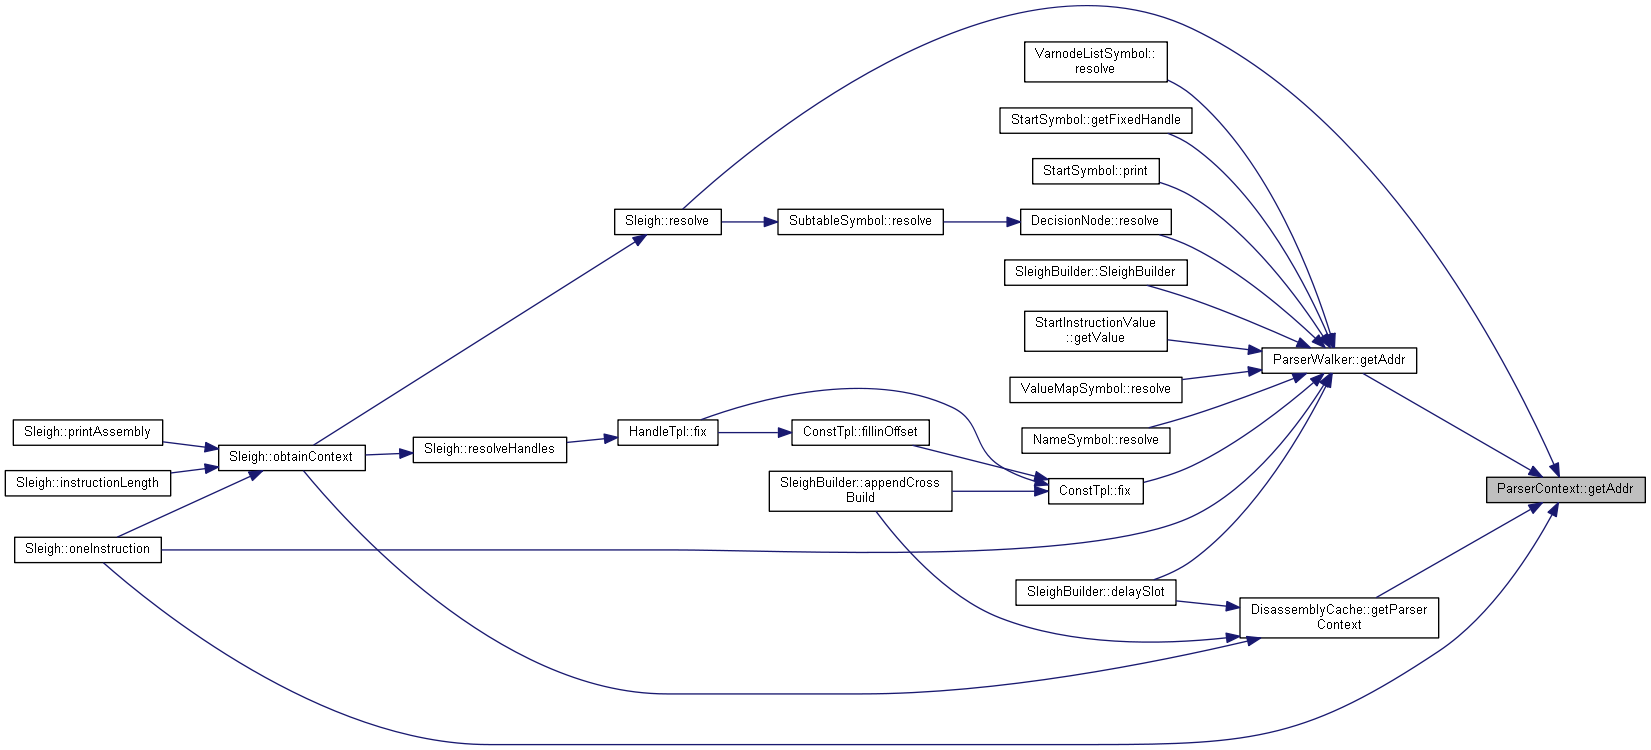 VarnodeListSymbol::
resolve
StartSymbol::getFixedHandle
StartSymbol::print
Sleigh::resolve
SubtableSymbol::resolve
DecisionNode::resolve
SleighBuilder::SleighBuilder
StartInstructionValue
::getValue
ParserWalker::getAddr
ValueMapSymbol::resolve
Sleigh::printAssembly
HandleTpl::fix
ConstTpl::fillinOffset
NameSymbol::resolve
Sleigh::obtainContext
Sleigh::resolveHandles
Sleigh::instructionLength
SleighBuilder::appendCross
Build
ConstTpl::fix
ParserContext::getAddr
Sleigh::oneInstruction
SleighBuilder::delaySlot
DisassemblyCache::getParser
Context